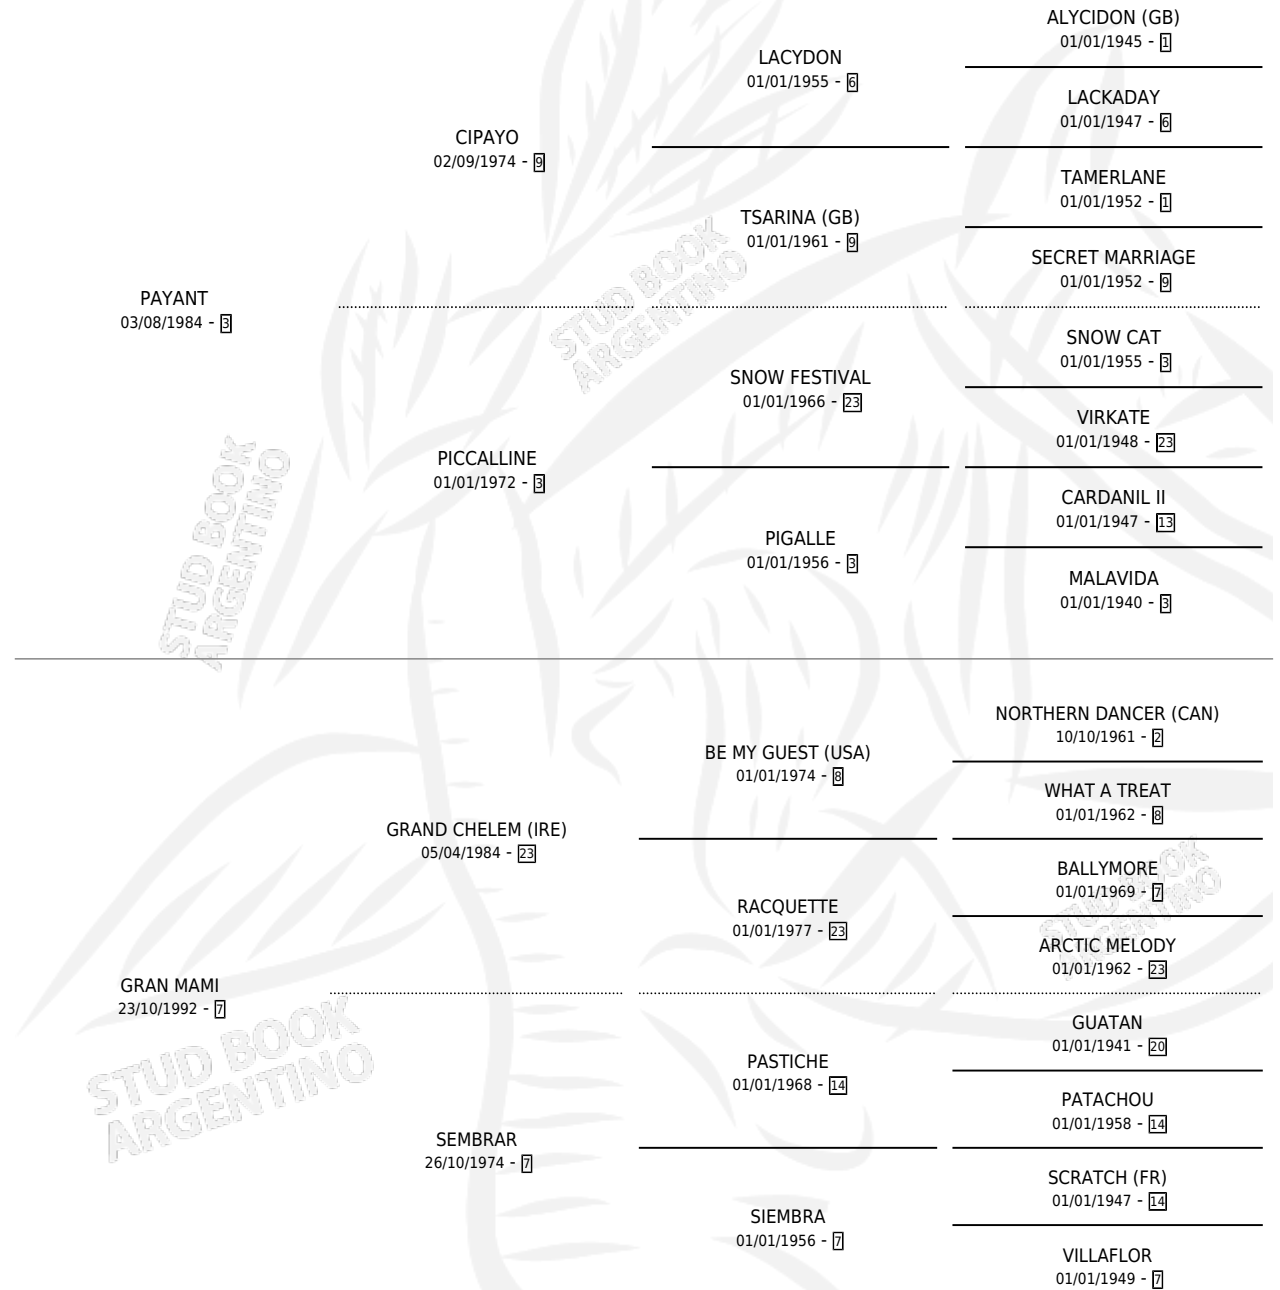 ALYCIDON (GB)
01/01/1945 - 1
LACYDON
01/01/1955 - 6
LACKADAY
01/01/1947 - 6
CIPAYO
02/09/1974 - 9
TAMERLANE
01/01/1952 - 1
TSARINA (GB)
01/01/1961 - 9
SECRET MARRIAGE
01/01/1952 - 9
PAYANT
03/08/1984 - 3
SNOW CAT
01/01/1955 - 3
SNOW FESTIVAL
01/01/1966 - 23
VIRKATE
01/01/1948 - 23
PICCALLINE
01/01/1972 - 3
CARDANIL II
01/01/1947 - 13
PIGALLE
01/01/1956 - 3
MALAVIDA
01/01/1940 - 3
NORTHERN DANCER (CAN)
10/10/1961 - 2
BE MY GUEST (USA)
01/01/1974 - 8
WHAT A TREAT
01/01/1962 - 8
GRAND CHELEM (IRE)
05/04/1984 - 23
BALLYMORE
01/01/1969 - 7
RACQUETTE
01/01/1977 - 23
ARCTIC MELODY
01/01/1962 - 23
GRAN MAMI
23/10/1992 - 7
GUATAN
01/01/1941 - 20
PASTICHE
01/01/1968 - 14
PATACHOU
01/01/1958 - 14
SEMBRAR
26/10/1974 - 7
SCRATCH (FR)
01/01/1947 - 14
SIEMBRA
01/01/1956 - 7
VILLAFLOR
01/01/1949 - 7
STUD BOOK
ARGENTINO
STUD BOOK
ARGENTINO
STUD BOOK
ARGENTINO
STUD BOOK
ARGENTINO